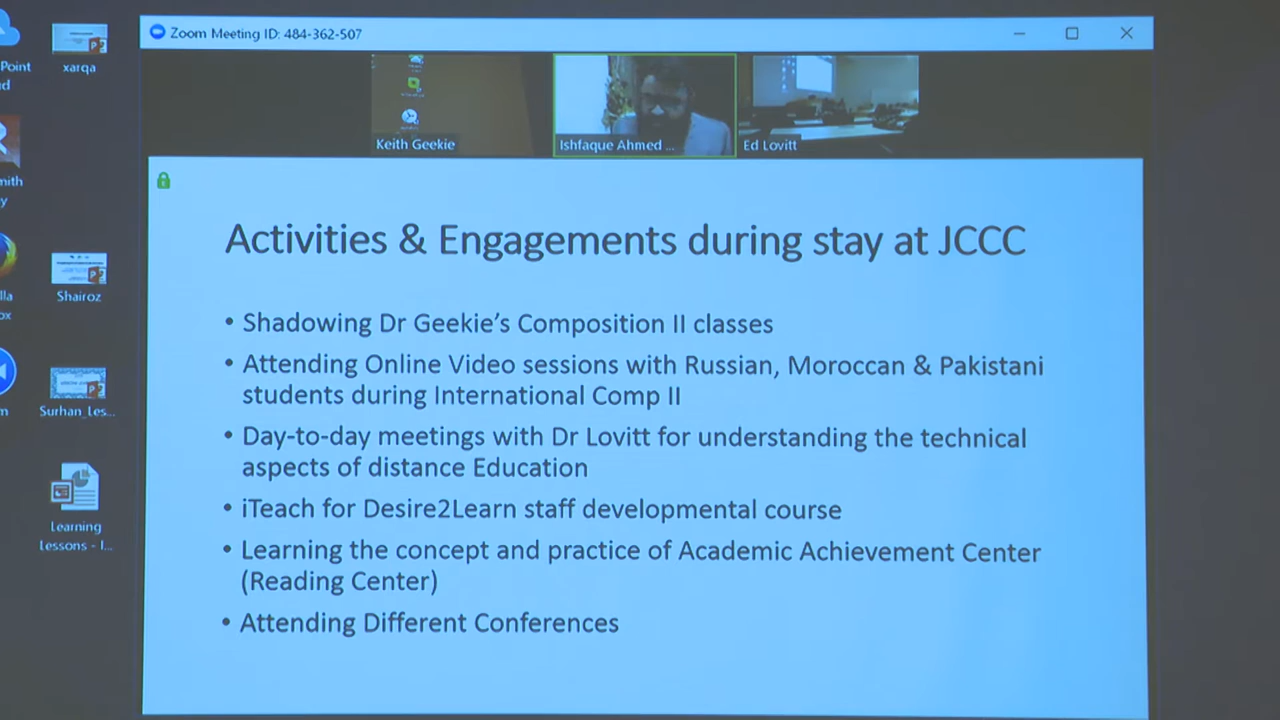 Zoom Meeting ID: 484-362-507
Point
xarqa
Keith Geekie
Ishfaque Ahmed ...
Ed Lovitt
Activities & Engagements during stay at JCCC
• Shadowing Dr Geekie's Composition II classes
• Attending Online Video sessions with Russian, Moroccan & Pakistani
students during International Comp II
• Day-to-day meetings with Dr Lovitt for understanding the technical
aspects of distance Education
• iTeach for Desire2Learn staff developmental course
• Learning the concept and practice of Academic Achievement Center
(Reading Center)
• Attending Different Conferences
Shairoz
Surhan_Les...
Learning
Lessons - I...